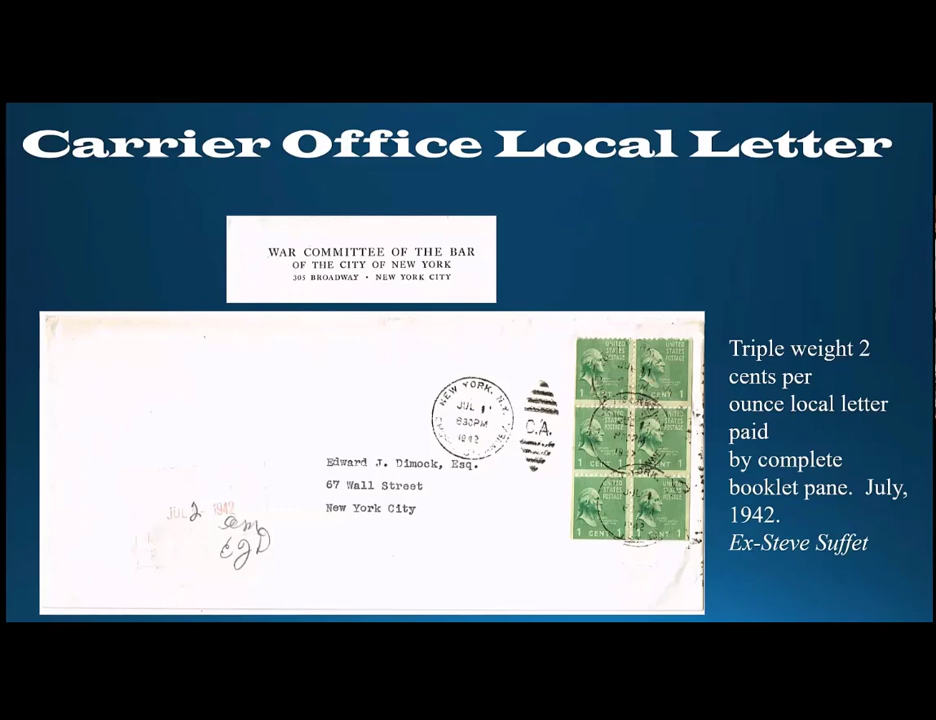 Carrier Office Local Letter
WAR COMMITTEE OF THE BAR
OF THE CITY OF NEW YORK
305 BROADWAY • NEW YORK CITY
NEW YORK, N.Y.
JUL 1
630PM
1942
C.A.
Edward J. Dimock, Esq.
67 Wall Street
New York City
JUL 2 1942
EJD
UNITED STATES POSTAGE
1 CENT 1
Triple weight 2
cents per
ounce local letter
paid
by complete
booklet pane. July,
1942.
Ex-Steve Suffet